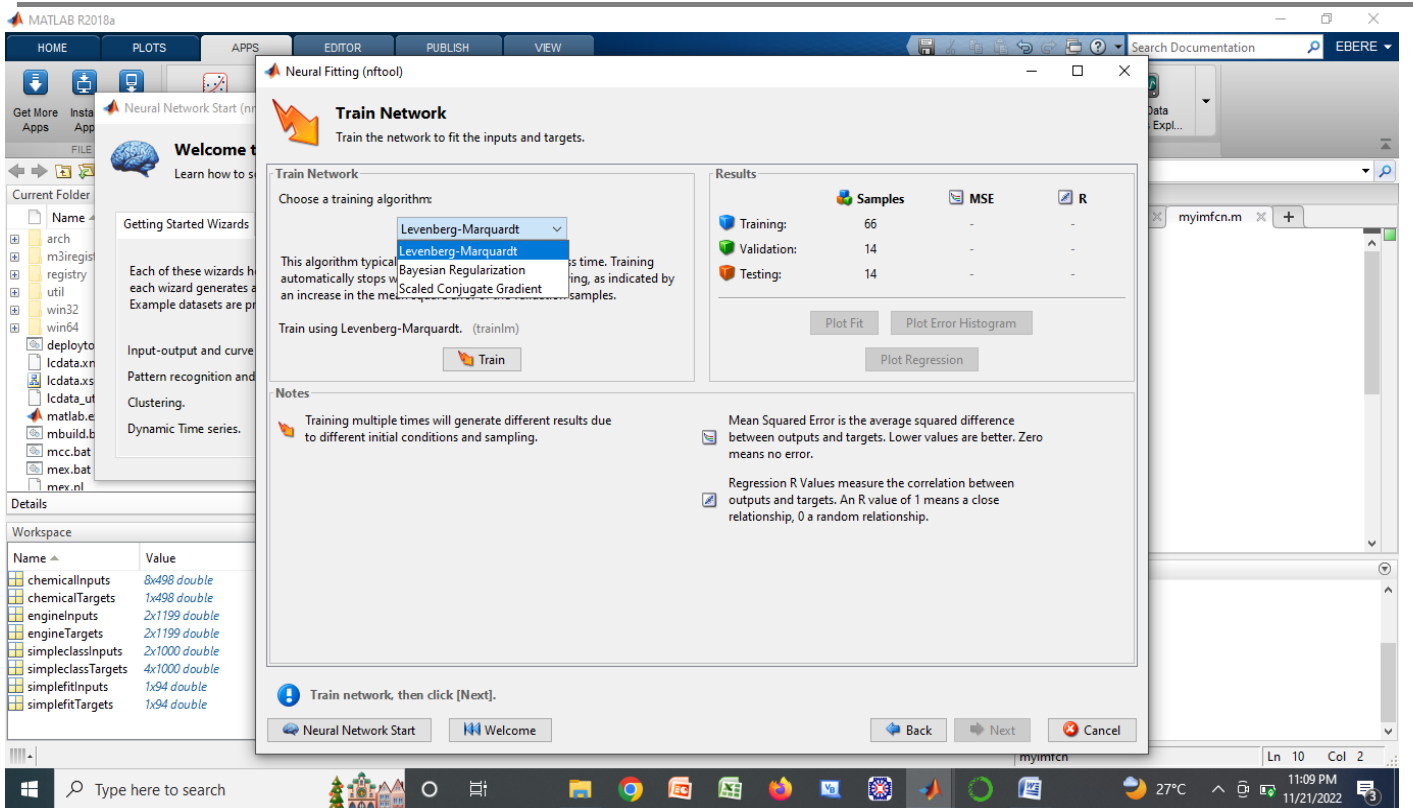 MATLAB R2018a
HOME PLOTS APPS EDITOR PUBLISH VIEW
Search Documentation
EBERE
Get More Apps
Insta
App
FILE
Data
Expl...
Neural Network Start (nn
Welcome t
Learn how to s
Getting Started Wizards
Each of these wizards h
each wizard generates a
Example datasets are pr
Input-output and curve
Pattern recognition and
Clustering.
Dynamic Time series.
Current Folder
Name
arch
m3iregist
registry
util
win32
win64
deployto
lcdata.xn
lcdata.xs
lcdata_ut
matlab.e
mbuild.b
mcc.bat
mex.bat
mex.pl
Details
Workspace
Name Value
chemicalInputs 8x498 double
chemicalTargets 1x498 double
engineInputs 2x1199 double
engineTargets 2x1199 double
simpleclassInputs 2x1000 double
simpleclassTargets 4x1000 double
simplefitInputs 1x94 double
simplefitTargets 1x94 double
Neural Fitting (nftool)
Train Network
Train the network to fit the inputs and targets.
Train Network
Choose a training algorithm:
Levenberg-Marquardt
Levenberg-Marquardt
Bayesian Regularization
Scaled Conjugate Gradient
This algorithm typical s time. Training
automatically stops w ing, as indicated by
an increase in the samples.
Train using Levenberg-Marquardt. (trainlm)
Train
Results
Samples MSE R
Training: 66 - -
Validation: 14 - -
Testing: 14 - -
Plot Fit Plot Error Histogram
Plot Regression
Notes
Training multiple times will generate different results due
to different initial conditions and sampling.
Mean Squared Error is the average squared difference
between outputs and targets. Lower values are better. Zero
means no error.
Regression R Values measure the correlation between
outputs and targets. An R value of 1 means a close
relationship, 0 a random relationship.
Train network, then click [Next].
Neural Network Start Welcome Back Next Cancel
myimfcn.m
myimfcn
Ln 10 Col 2
Type here to search
27°C
11:09 PM
11/21/2022
3